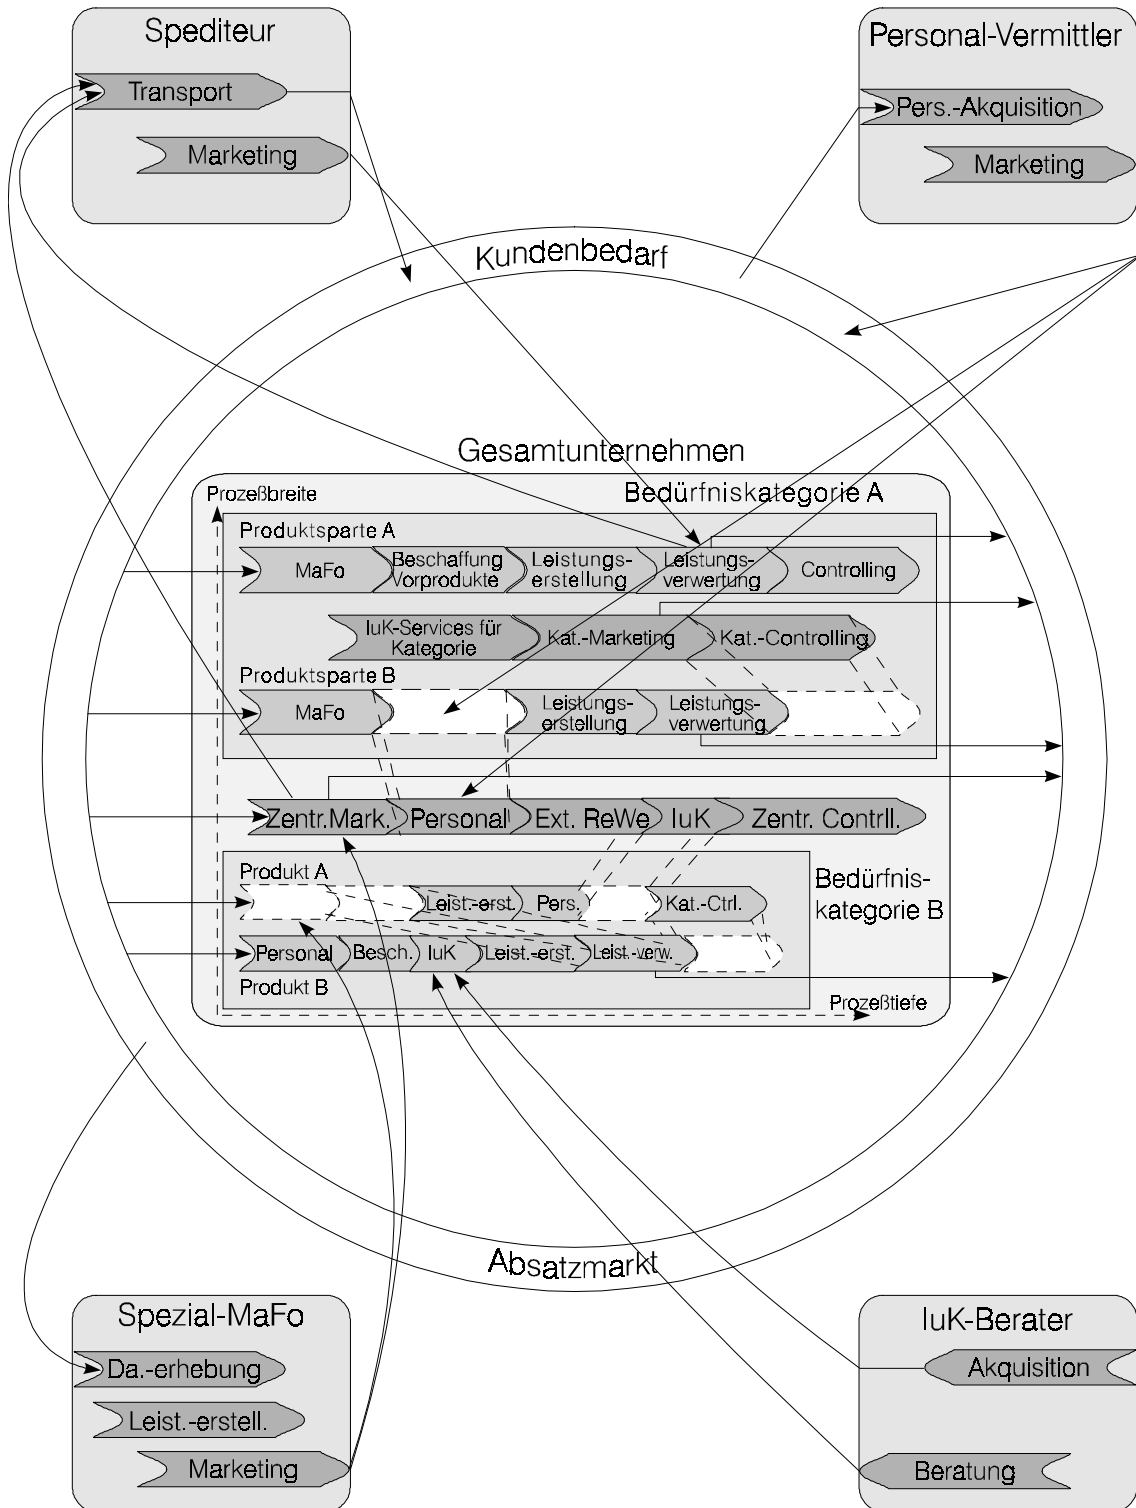 Spediteur
Transport
Marketing
Personal-Vermittler
Pers.-Akquisition
Marketing
Kundenbedarf
Gesamtunternehmen
Prozeßbreite
Bedürfniskategorie A
Produktsparte A
MaFo
Beschaffung
Vorprodukte
Leistungs-
erstellung
Leistungs-
verwertung
Controlling
IuK-Services für
Kategorie
Kat.-Marketing
Kat.-Controlling
Produktsparte B
MaFo
Leistungs-
erstellung
Leistungs-
verwertung
Zentr.Mark.
Personal
Ext. ReWe
IuK
Zentr. Contrll.
Produkt A
Leist.-erst.
Pers.
Kat.-Ctrl.
Bedürfnis-
kategorie B
Personal
Besch.
IuK
Leist.-erst.
Leist.-verw.
Produkt B
Prozeßtiefe
Absatzmarkt
Spezial-MaFo
Da.-erhebung
Leist.-erstell.
Marketing
IuK-Berater
Akquisition
Beratung